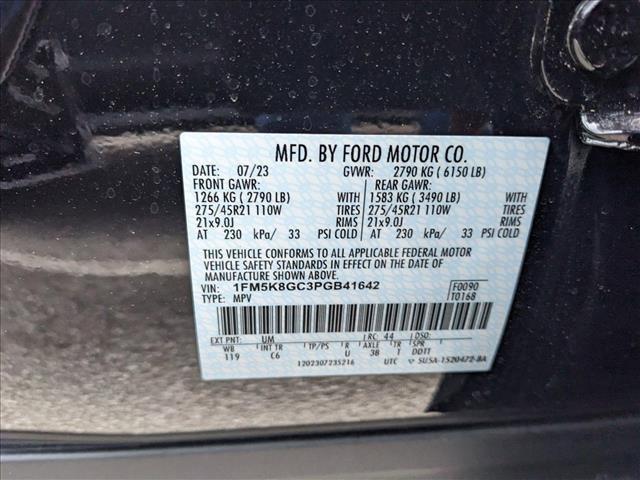 MFD. BY FORD MOTOR CO.
DATE: 07/23 GVWR: 2790 KG ( 6150 LB)
FRONT GAWR: REAR GAWR:
1266 KG ( 2790 LB) WITH 1583 KG ( 3490 LB) WITH
275/45R21 110W TIRES 275/45R21 110W TIRES
21x9.0J RIMS 21x9.0J RIMS
AT 230 kPa/ 33 PSI COLD AT 230 kPa/ 33 PSI COLD
THIS VEHICLE CONFORMS TO ALL APPLICABLE FEDERAL MOTOR
VEHICLE SAFETY, BUMPER, AND THEFT PREVENTION STANDARDS
IN EFFECT ON THE DATE OF MANUFACTURE SHOWN ABOVE.
VIN: 1FM5K8GC3PGB41642 F0090
TYPE: MPV T0168
EXT PNT: UM RC: 44 DSO:
WB INT TR TP/PS R AXLE TR SPR
119 C6 U 38 T DDTT
1202307235216 UTC 5U5A-1520472-BA